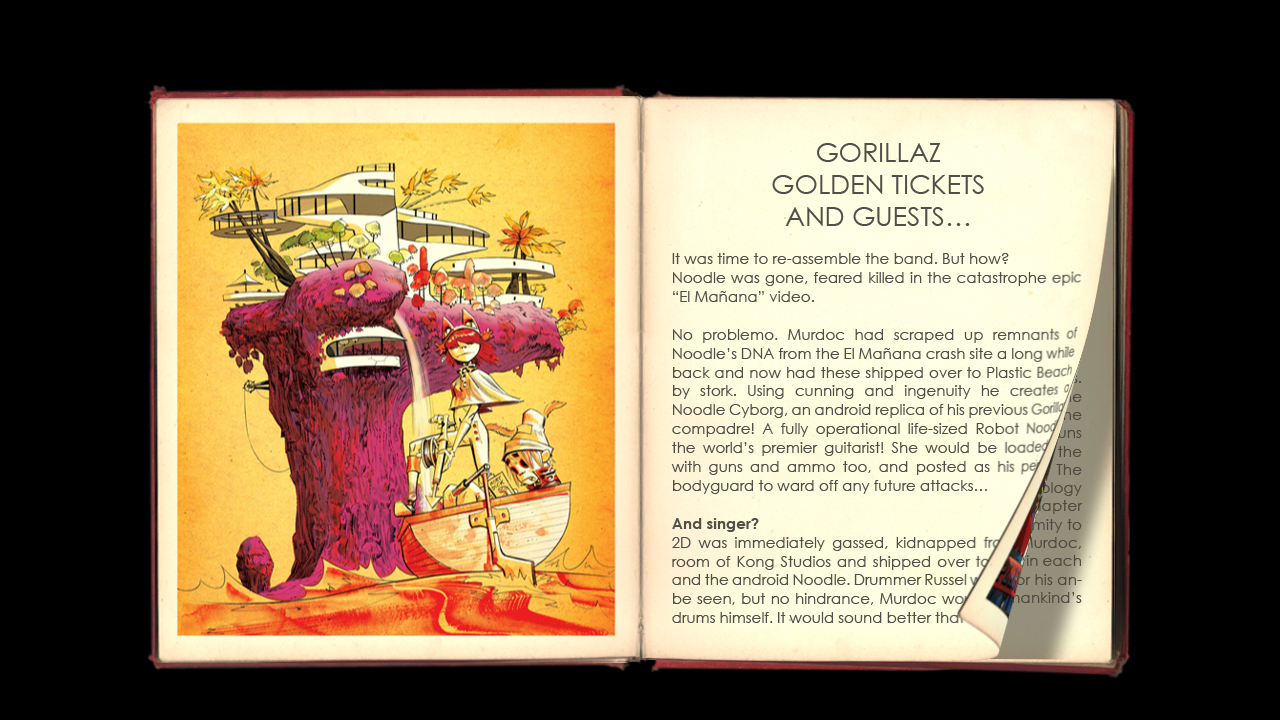 GORILLAZ
GOLDEN TICKETS
AND GUESTS…
It was time to re-assemble the band. But how?
Noodle was gone, feared killed in the catastrophe epic
“El Mañana” video.
No problemo. Murdoc had scraped up remnants of
Noodle’s DNA from the El Mañana crash site a long while
back and now had these shipped over to Plastic Beach
by stork. Using cunning and ingenuity he creates a
Noodle Cyborg, an android replica of his previous
compadre! A fully operational life-sized Robot
the world’s premier guitarist! She would be loaded the
with guns and ammo too, and posted as his The
bodyguard to ward off any future attacks…
And singer?
2D was immediately gassed, kidnapped
room of Kong Studios and shipped over in each
and the android Noodle. Drummer Russel his an-
be seen, but no hindrance, Murdoc
drums himself. It would sound better